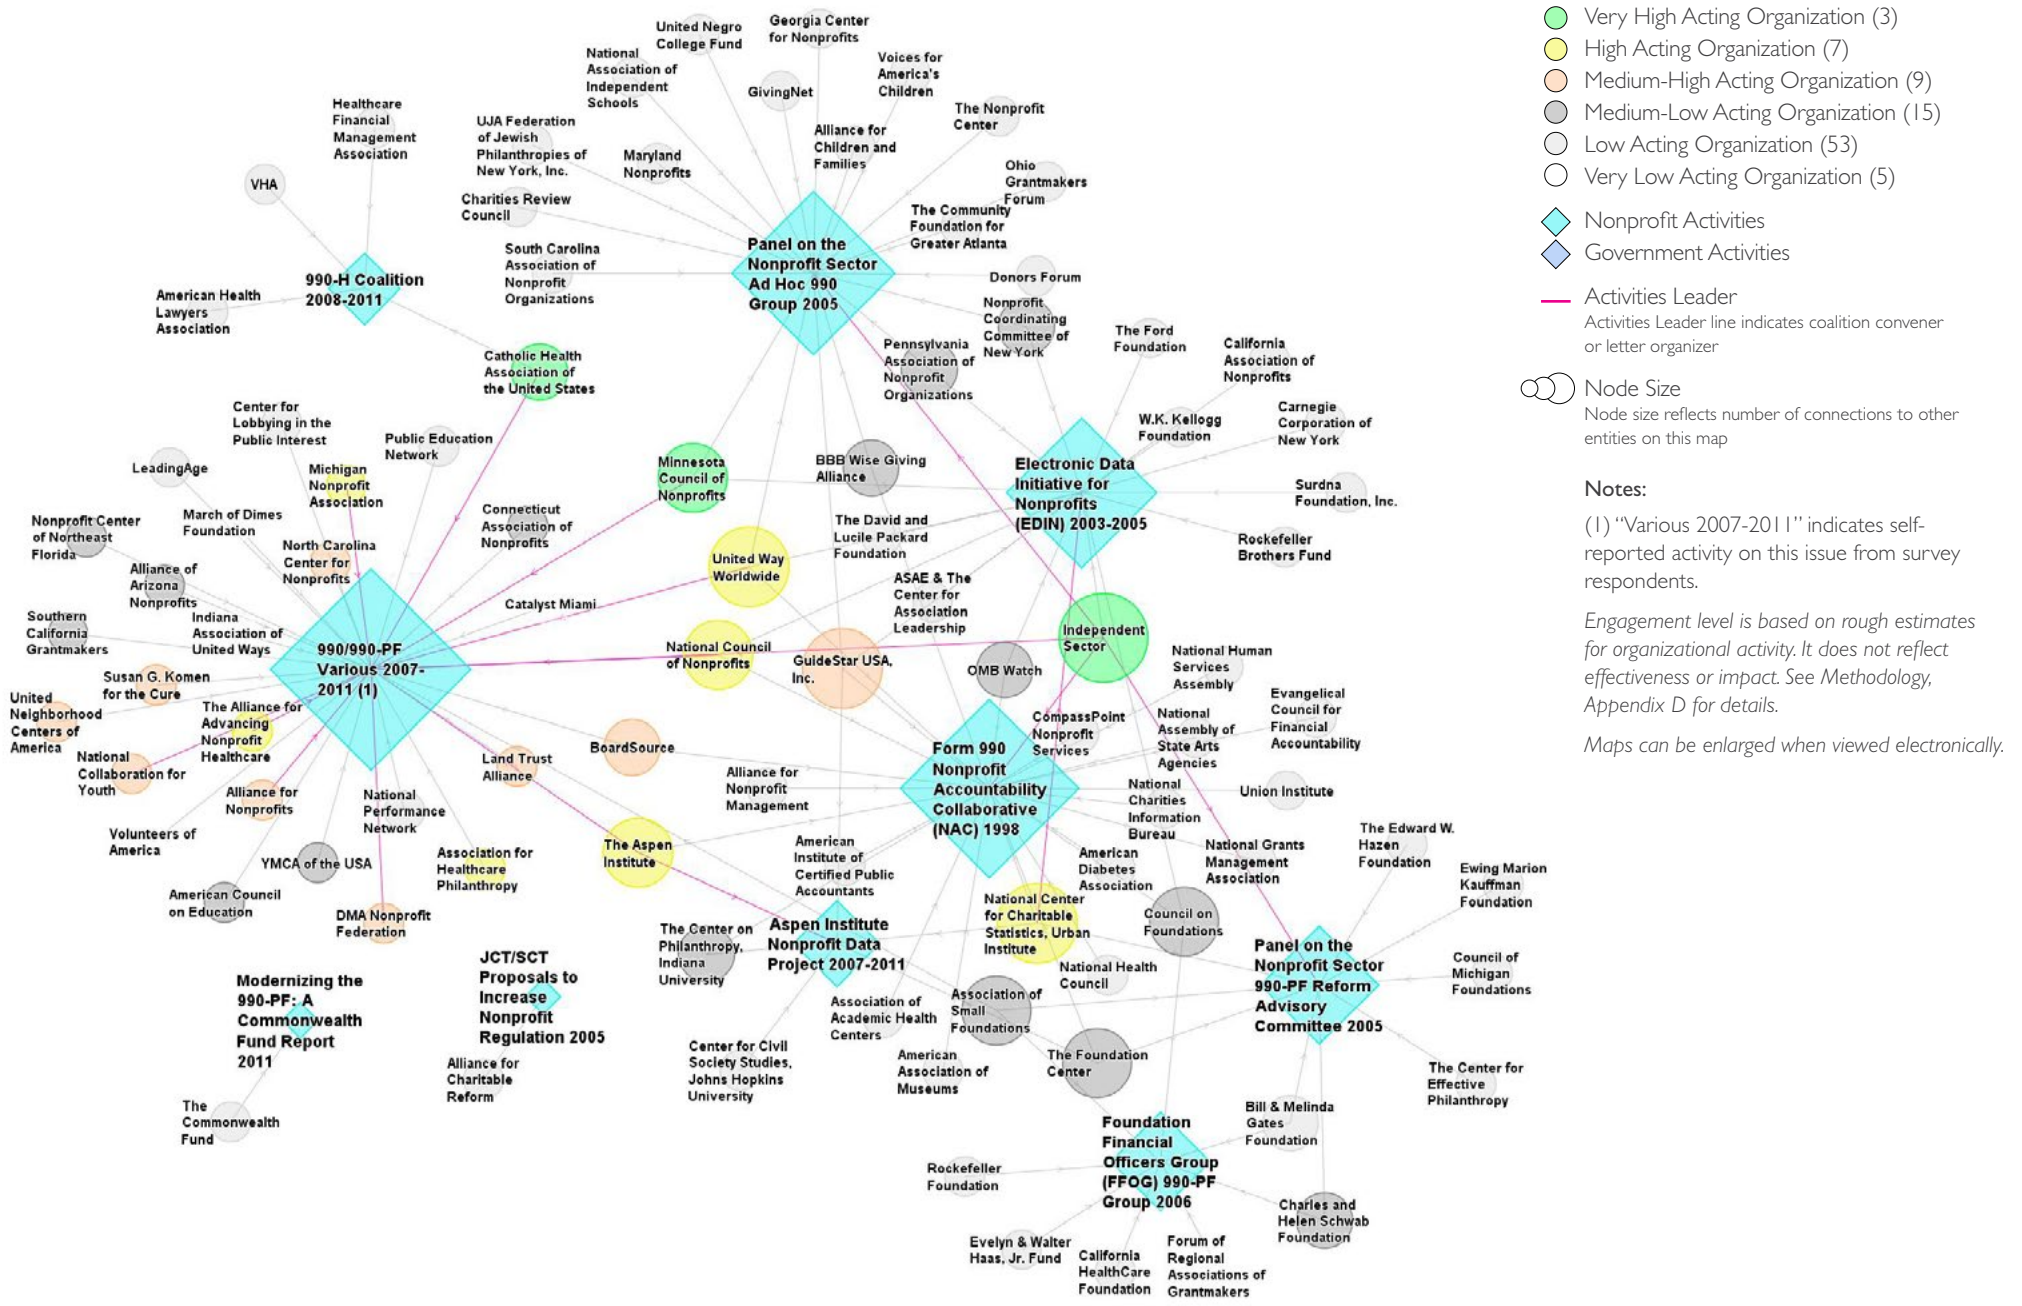 United Negro
College Fund
Georgia Center
for Nonprofits
National
Association of
Independent
Schools
Voices for
America's
Children
GivingNet
The Nonprofit
Center
Healthcare
Financial
Management
Association
UJA Federation
of Jewish
Philanthropies of
New York, Inc.
Maryland
Nonprofits
Alliance for
Children and
Families
Ohio
Grantmakers
Forum
VHA
Charities Review
Council
The Community
Foundation for
Greater Atlanta
South Carolina
Association of
Nonprofit
Organizations
Panel on the
Nonprofit Sector
Ad Hoc 990
Group 2005
Donors Forum
990-H Coalition
2008-2011
American Health
Lawyers
Association
Nonprofit
Coordinating
Committee of
New York
The Ford
Foundation
California
Association of
Nonprofits
Pennsylvania
Association of
Nonprofit
Organizations
Catholic Health
Association of
the United States
Center for
Lobbying in the
Public Interest
Public Education
Network
W.K. Kellogg
Foundation
Carnegie
Corporation of
New York
LeadingAge
Michigan
Nonprofit
Association
Minnesota
Council of
Nonprofits
BBB Wise Giving
Alliance
Electronic Data
Initiative for
Nonprofits
(EDIN) 2003-2005
Surdna
Foundation, Inc.
Nonprofit Center
of Northeast
Florida
March of Dimes
Foundation
Connecticut
Association of
Nonprofits
The David and
Lucile Packard
Foundation
Rockefeller
Brothers Fund
North Carolina
Center for
Nonprofits
Alliance of
Arizona
Nonprofits
United Way
Worldwide
ASAE & The
Center for
Association
Leadership
Catalyst Miami
Southern
California
Grantmakers
Indiana
Association of
United Ways
990/990-PF
Various 2007-
2011 (1)
National Council
of Nonprofits
GuideStar USA,
Inc.
Independent
Sector
OMB Watch
National Human
Services
Assembly
Susan G. Komen
for the Cure
United
Neighborhood
Centers of
America
The Alliance for
Advancing
Nonprofit
Healthcare
National
Collaboration for
Youth
Alliance for
Nonprofits
Land Trust
Alliance
BoardSource
Alliance for
Nonprofit
Management
Form 990
Nonprofit
Accountability
Collaborative
(NAC) 1998
CompassPoint
Nonprofit
Services
National
Assembly of
State Arts
Agencies
Evangelical
Council for
Financial
Accountability
National
Charities
Information
Bureau
Union Institute
National
Performance
Network
Volunteers of
America
YMCA of the USA
Association for
Healthcare
Philanthropy
The Aspen
Institute
American
Institute of
Certified Public
Accountants
American
Diabetes
Association
National Grants
Management
Association
The Edward W.
Hazen
Foundation
Ewing Marion
Kauffman
Foundation
American Council
on Education
DMA Nonprofit
Federation
The Center on
Philanthropy,
Indiana
University
Aspen Institute
Nonprofit Data
Project 2007-2011
National Center
for Charitable
Statistics, Urban
Institute
Council on
Foundations
Panel on the
Nonprofit Sector
990-PF Reform
Advisory
Committee 2005
Council of
Michigan
Foundations
National Health
Council
Modernizing the
990-PF: A
Commonwealth
Fund Report
2011
JCT/SCT
Proposals to
Increase
Nonprofit
Regulation 2005
Association of
Academic Health
Centers
Association of
Small
Foundations
Center for Civil
Society Studies,
Johns Hopkins
University
American
Association of
Museums
The Foundation
Center
The Center for
Effective
Philanthropy
Alliance for
Charitable
Reform
The
Commonwealth
Fund
Bill & Melinda
Gates
Foundation
Foundation
Financial
Officers Group
(FFOG) 990-PF
Group 2006
Rockefeller
Foundation
Charles and
Helen Schwab
Foundation
Evelyn & Walter
Haas, Jr. Fund
California
HealthCare
Foundation
Forum of
Regional
Associations of
Grantmakers
Very High Acting Organization (3)
High Acting Organization (7)
Medium-High Acting Organization (9)
Medium-Low Acting Organization (15)
Low Acting Organization (53)
Very Low Acting Organization (5)
Nonprofit Activities
Government Activities
Activities Leader
Activities Leader line indicates coalition convener
or letter organizer
Node Size
Node size reflects number of connections to other
entities on this map
Notes:
(1) “Various 2007-2011” indicates self-
reported activity on this issue from survey
respondents.
Engagement level is based on rough estimates
for organizational activity. It does not reflect
effectiveness or impact. See Methodology,
Appendix D for details.
Maps can be enlarged when viewed electronically.